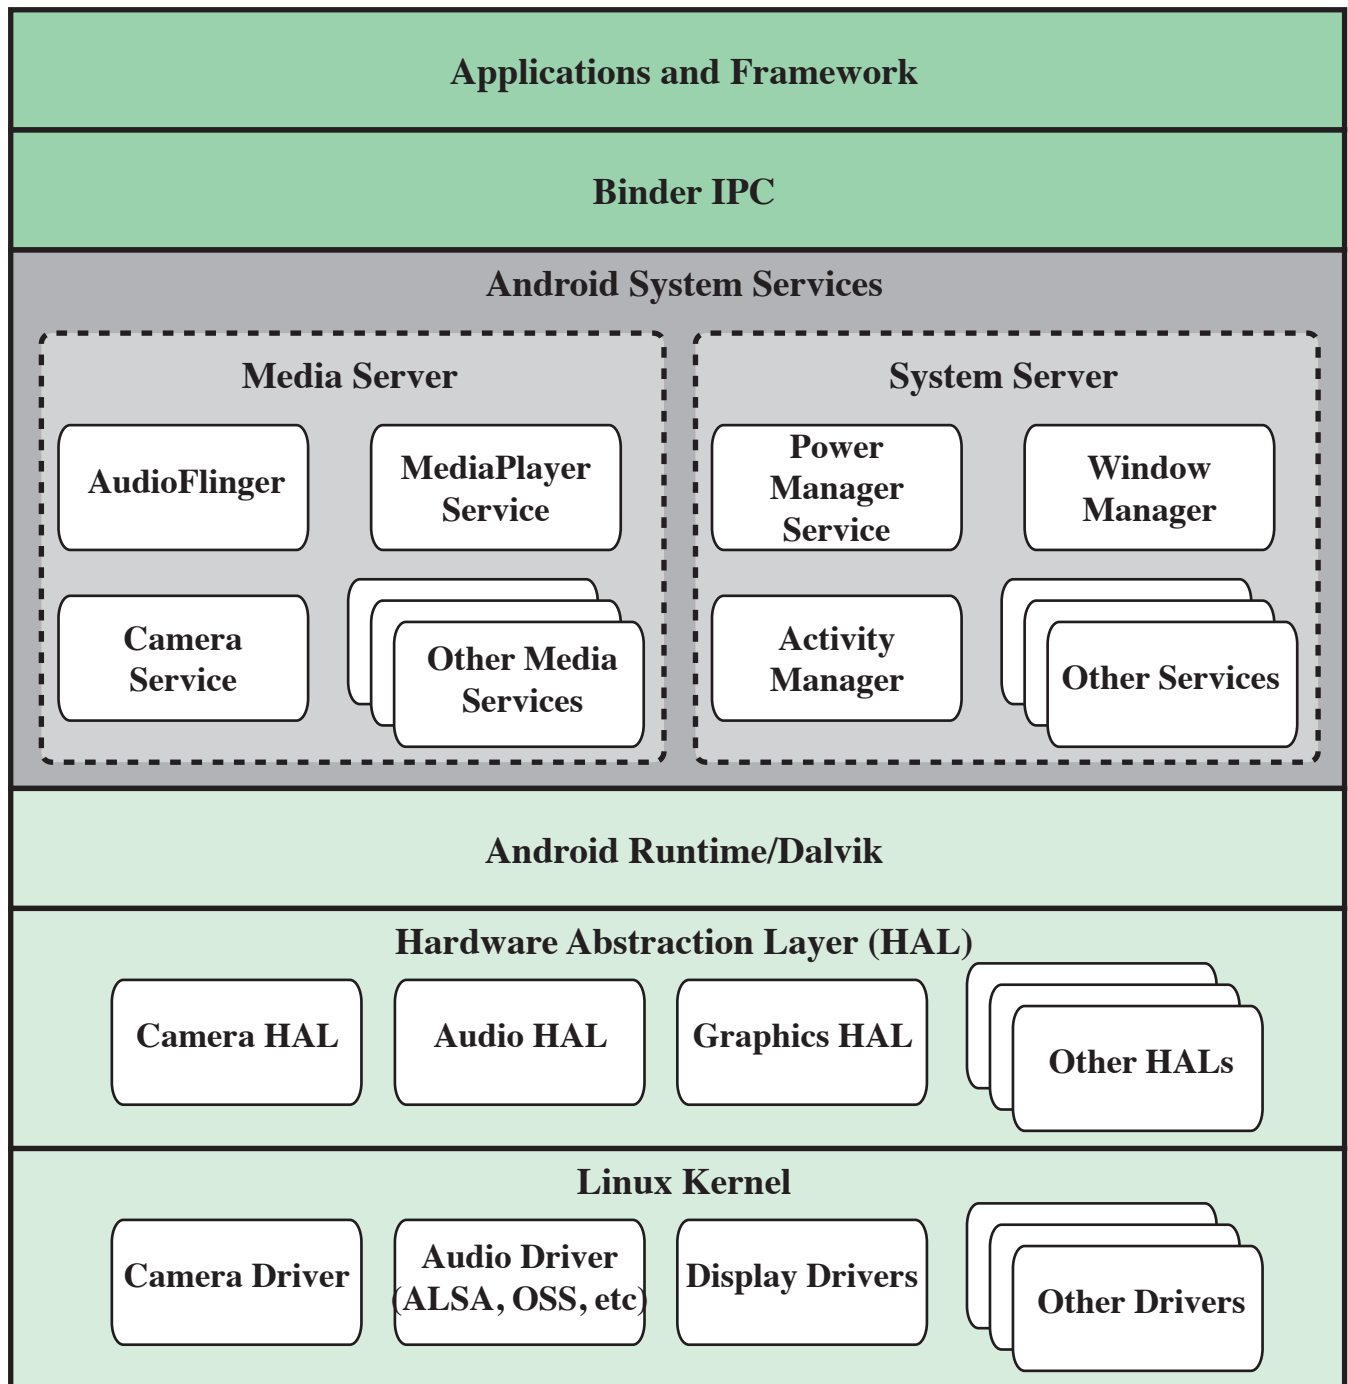 Applications and Framework
Binder IPC
Android System Services
Media Server
AudioFlinger
MediaPlayer
Service
Camera
Service
Other Media
Services
System Server
Power
Manager
Service
Window
Manager
Activity
Manager
Other Services
Android Runtime/Dalvik
Hardware Abstraction Layer (HAL)
Camera HAL
Audio HAL
Graphics HAL
Other HALs
Linux Kernel
Camera Driver
Audio Driver
(ALSA, OSS, etc)
Display Drivers
Other Drivers